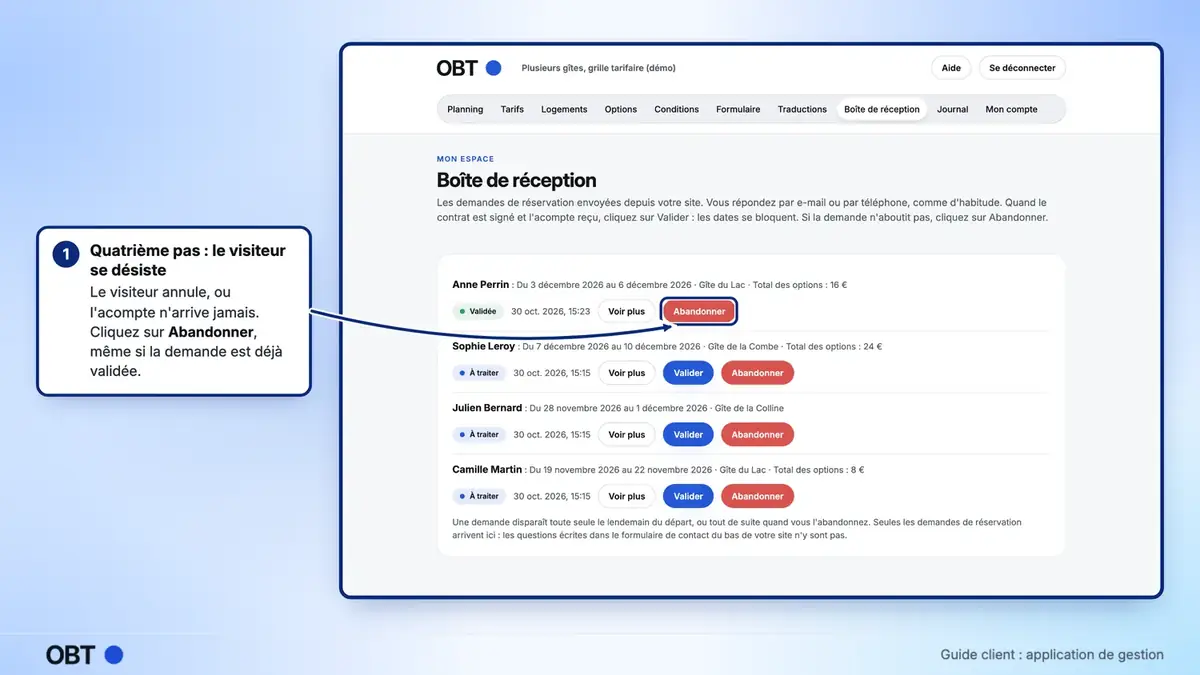 OBT
Plusieurs gîtes, grille tarifaire (démo)
Aide
Se déconnecter
Planning
Tarifs
Logements
Options
Conditions
Formulaire
Traductions
Boîte de réception
Journal
Mon compte
MON ESPACE
Boîte de réception
Les demandes de réservation envoyées depuis votre site. Vous répondez par e-mail ou par téléphone, comme d'habitude. Quand le
contrat est signé et l'acompte reçu, cliquez sur Valider : les dates se bloquent. Si la demande n'aboutit pas, cliquez sur Abandonner.
1
Quatrième pas : le visiteur
se désiste
Le visiteur annule, ou
l'acompte n'arrive jamais.
Cliquez sur Abandonner,
même si la demande est déjà
validée.
Anne Perrin : Du 3 décembre 2026 au 6 décembre 2026 · Gîte du Lac · Total des options : 16 €
Validée 30 oct. 2026, 15:23 Voir plus Abandonner
Sophie Leroy : Du 7 décembre 2026 au 10 décembre 2026 · Gîte de la Combe · Total des options : 24 €
À traiter 30 oct. 2026, 15:15 Voir plus Valider Abandonner
Julien Bernard : Du 28 novembre 2026 au 1 décembre 2026 · Gîte de la Colline
À traiter 30 oct. 2026, 15:15 Voir plus Valider Abandonner
Camille Martin : Du 19 novembre 2026 au 22 novembre 2026 · Gîte du Lac · Total des options : 8 €
À traiter 30 oct. 2026, 15:15 Voir plus Valider Abandonner
Une demande disparaît toute seule le lendemain du départ, ou tout de suite quand vous l'abandonnez. Seules les demandes de réservation
arrivent ici : les questions écrites dans le formulaire de contact du bas de votre site n'y sont pas.
OBT
Guide client : application de gestion